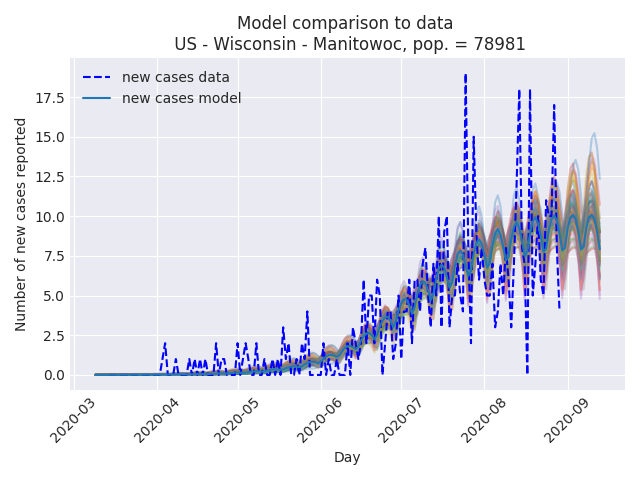 Model comparison to data
US - Wisconsin - Manitowoc, pop. = 78981
new cases data
new cases model
Number of new cases reported
17.5
15.0
12.5
10.0
7.5
5.0
2.5
0.0
2020-03
2020-04
2020-05
2020-06
2020-07
2020-08
2020-09
Day